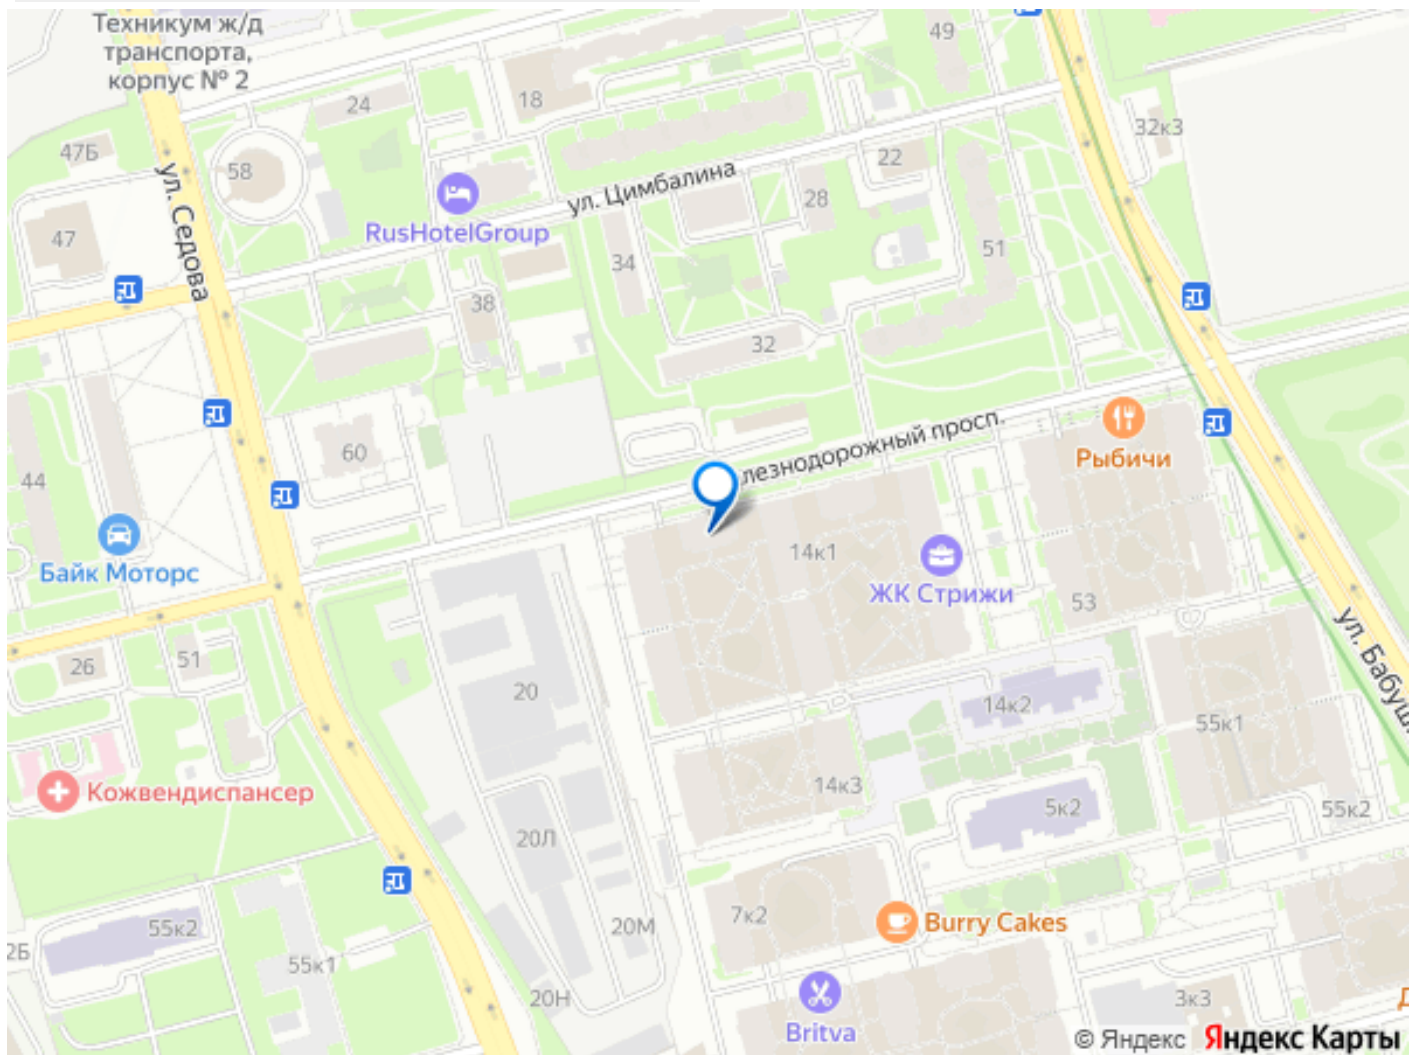 Техникум ж/д
транспорта,
корпус № 2
49
24
18
32к3
47Б
58
22
ул. Седова
ул. Цимбалина
28
47
RusHotelGroup
51
34
38
32
60
лезнодорожный просп.
Рыбичи
44
Байк Моторс
14к1
ЖК Стрижи
53
ул. Бабуш
26
51
20
14к2
55к1
Кожвендиспансер
14к3
5к2
55к2
20Л
7к2
Burry Cakes
55к2
20М
2Б
55к1
20Н
3к3
Britva
© Яндекс Яндекс Карты